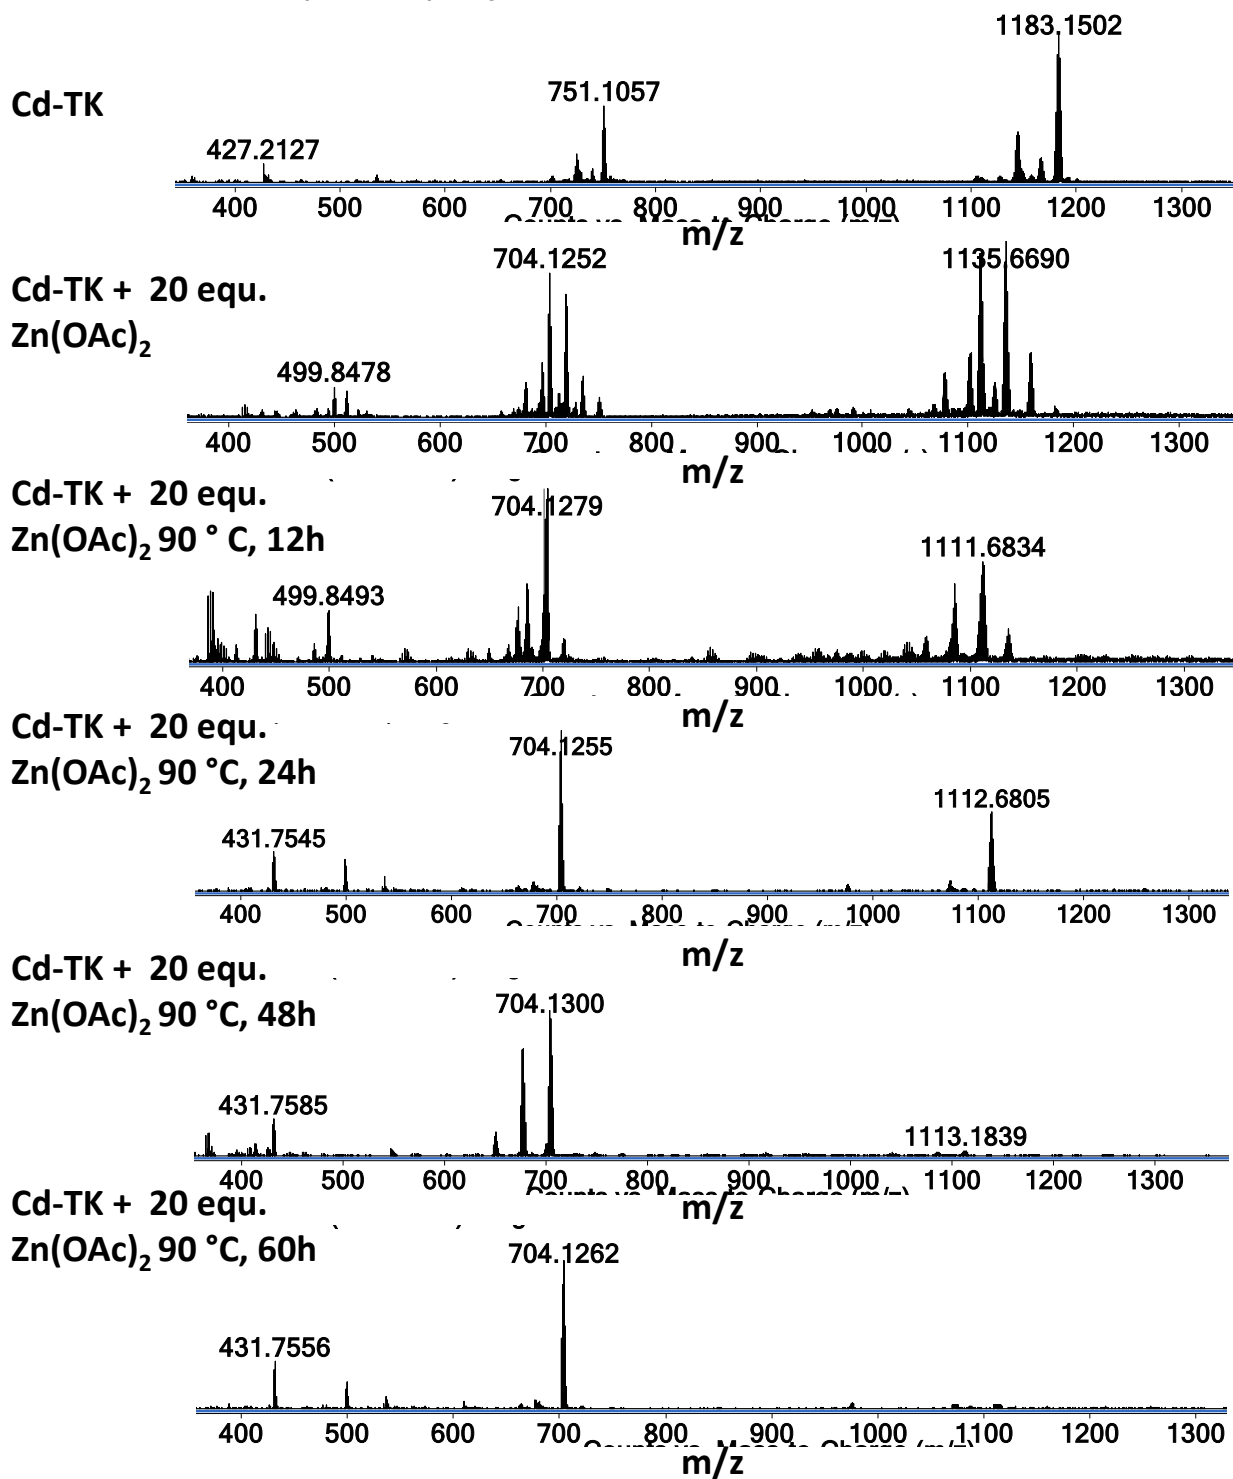 1183.1502
751.1057
Cd-TK
427.2127
400 500 600 700 800 900 1000 1100 1200 1300
m/z
704.1252 1135.6690
Cd-TK + 20 equ.
Zn(OAc)2
499.8478
400 500 600 700 800 900 1000 1100 1200 1300
m/z
Cd-TK + 20 equ.
704.1279
Zn(OAc)2 90 ° C, 12h
1111.6834
499.8493
400 500 600 700 800 900 1000 1100 1200 1300
m/z
Cd-TK + 20 equ.
704.1255
Zn(OAc)2 90 °C, 24h
1112.6805
431.7545
400 500 600 700 800 900 1000 1100 1200 1300
m/z
Cd-TK + 20 equ.
704.1300
Zn(OAc)2 90 °C, 48h
431.7585
1113.1839
400 500 600 700 800 900 1000 1100 1200 1300
m/z
Cd-TK + 20 equ.
Zn(OAc)2 90 °C, 60h
704.1262
431.7556
400 500 600 700 800 900 1000 1100 1200 1300
m/z